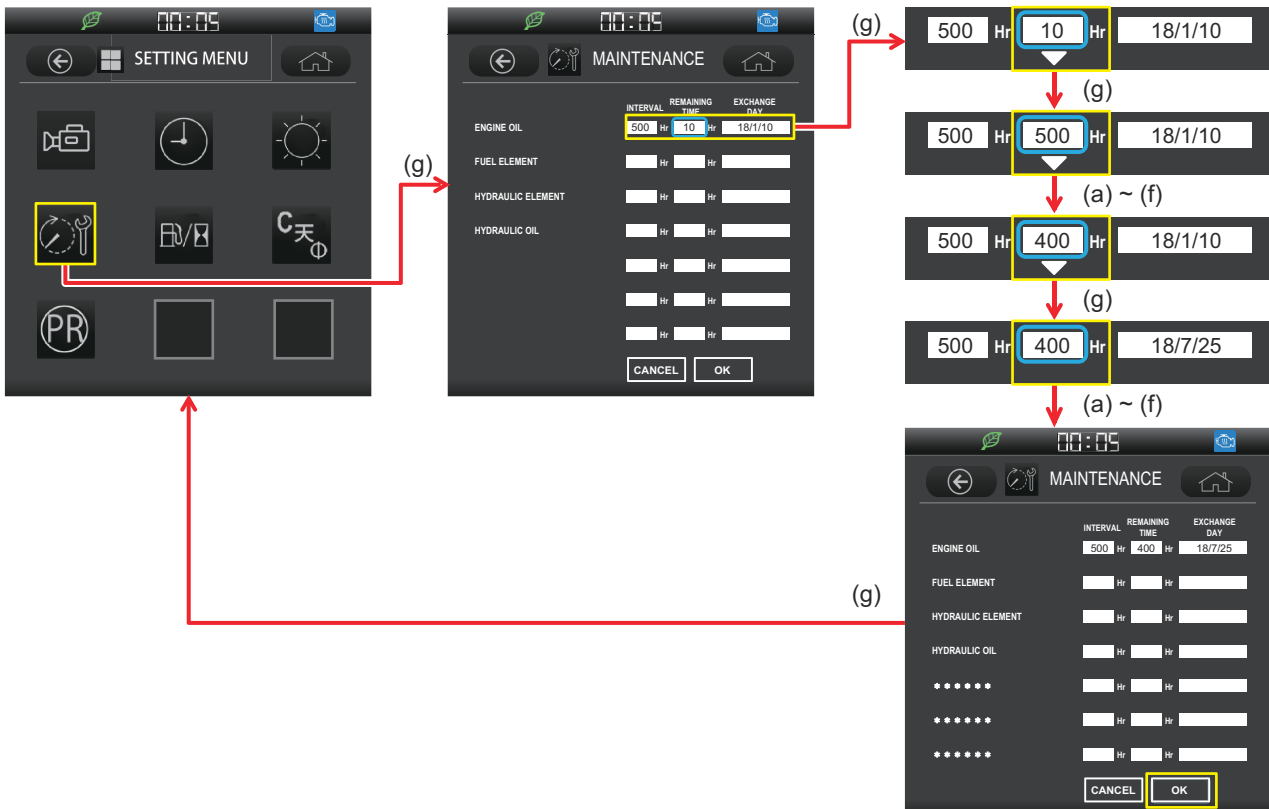 00:05
SETTING MENU
C天Φ
PR
(g)
00:05
MAINTENANCE
INTERVAL REMAINING TIME EXCHANGE DAY
ENGINE OIL 500 Hr 10 Hr 18/1/10
FUEL ELEMENT Hr Hr
HYDRAULIC ELEMENT Hr Hr
HYDRAULIC OIL Hr Hr
Hr Hr
Hr Hr
Hr Hr
CANCEL OK
(g)
500 Hr 10 Hr 18/1/10
(g)
500 Hr 500 Hr 18/1/10
(a) ~ (f)
500 Hr 400 Hr 18/1/10
(g)
500 Hr 400 Hr 18/7/25
(a) ~ (f)
00:05
MAINTENANCE
INTERVAL REMAINING TIME EXCHANGE DAY
ENGINE OIL 500 Hr 400 Hr 18/7/25
FUEL ELEMENT Hr Hr
HYDRAULIC ELEMENT Hr Hr
HYDRAULIC OIL Hr Hr
****** Hr Hr
****** Hr Hr
****** Hr Hr
CANCEL OK
(g)